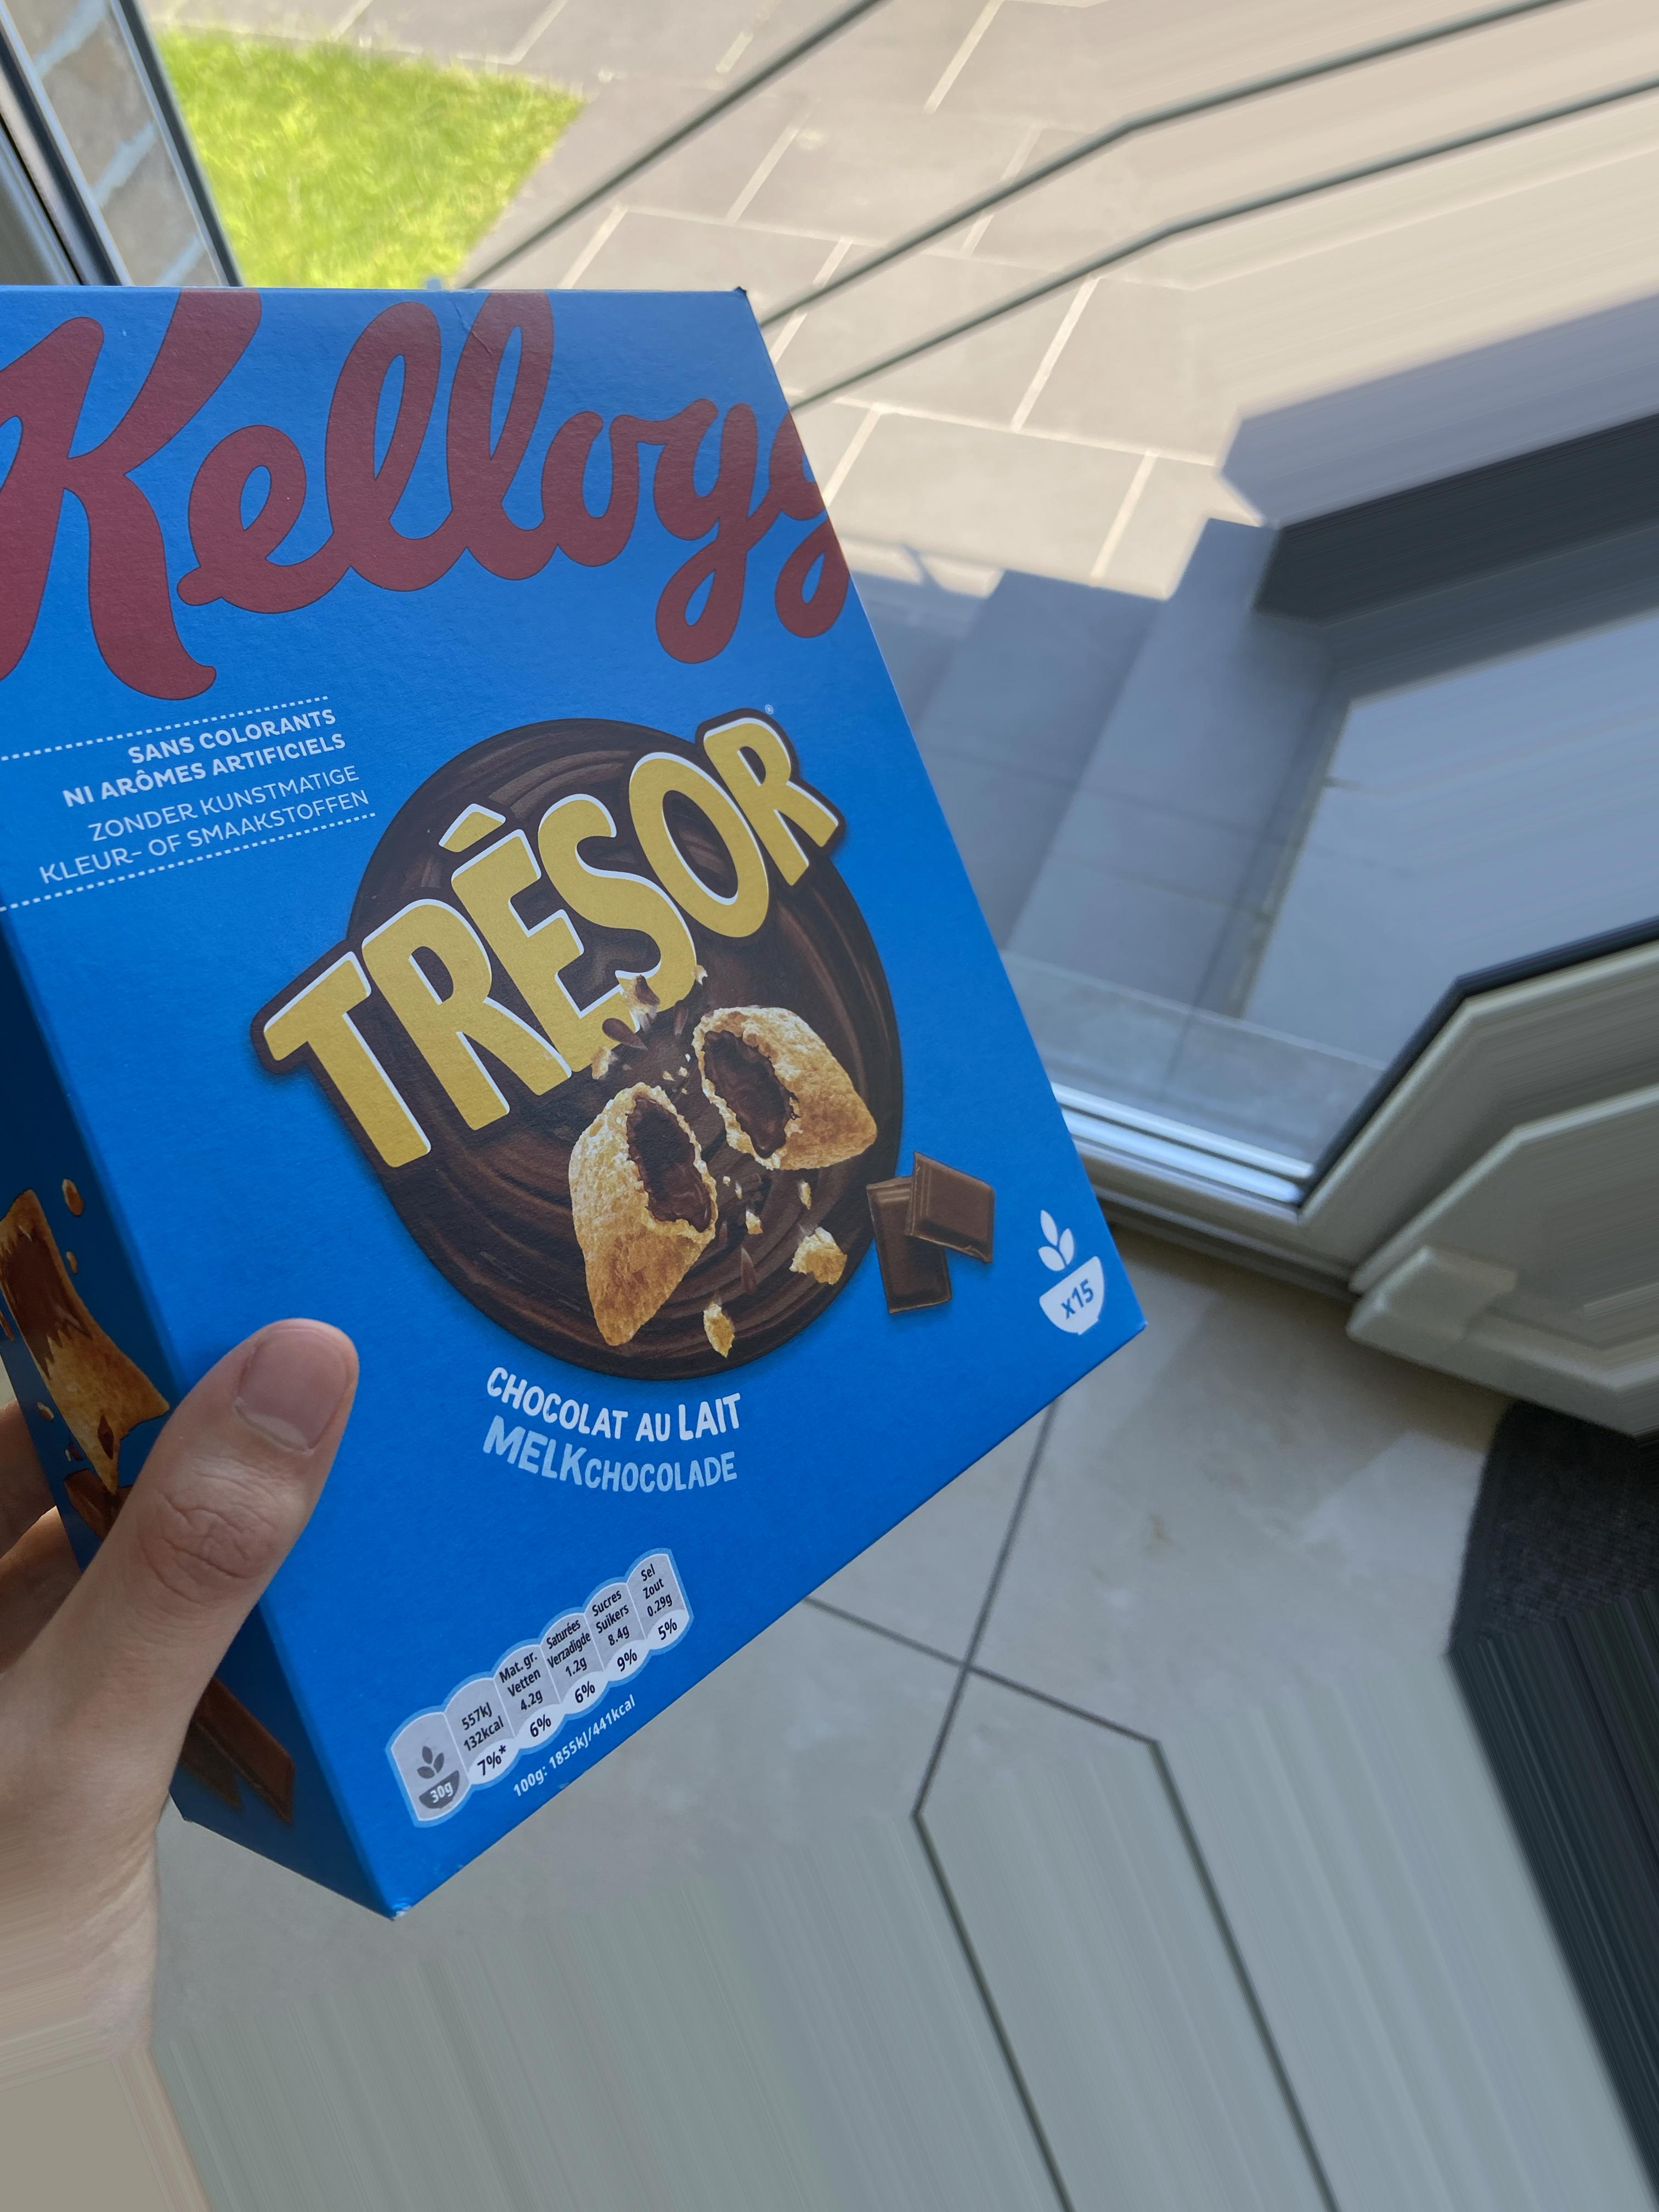 Kellogg
SANS COLORANTS
NI ARÔMES ARTIFICIELS
ZONDER KUNSTMATIGE
KLEUR- OF SMAAKSTOFFEN
TRÉSOR®
x15
CHOCOLAT AU LAIT
MELKCHOCOLADE
30g
557kJ
132kcal
7%*
Mat. gr.
Vetten
4.2g
6%
Saturées
Verzadigde
1.2g
6%
Sucres
Suikers
8.4g
9%
Sel
Zout
0.29g
5%
100g: 1855kJ/441kcal